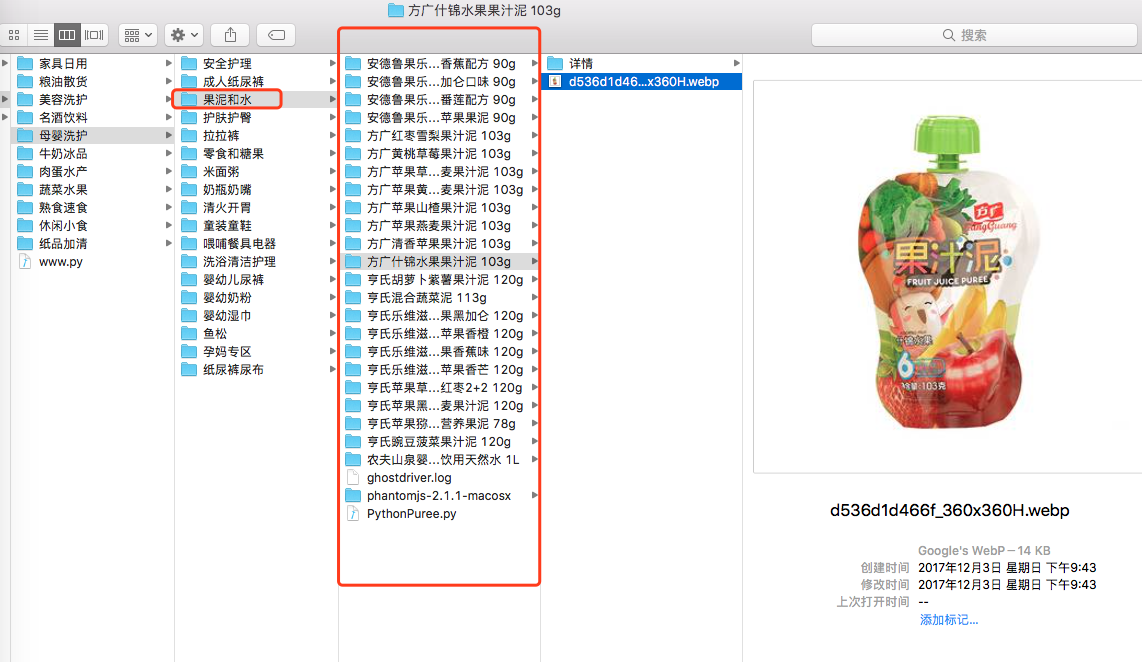 方广什锦水果果汁泥 103g
搜索
家具日用
粮油散货
美容洗护
名酒饮料
母婴洗护
牛奶冰品
肉蛋水产
蔬菜水果
熟食速食
休闲小食
纸品加清
www.py
安全护理
成人纸尿裤
果泥和水
护肤护臀
拉拉裤
零食和糖果
米面粥
奶瓶奶嘴
清火开胃
童装童鞋
喂哺餐具电器
洗浴清洁护理
婴幼儿尿裤
婴幼奶粉
婴幼湿巾
鱼松
孕妈专区
纸尿裤尿布
安德鲁果乐…香蕉配方 90g
安德鲁果乐…加仑口味 90g
安德鲁果乐…番莲配方 90g
安德鲁果乐…苹果果泥 90g
方广红枣雪梨果汁泥 103g
方广黄桃草莓果汁泥 103g
方广苹果草…麦果汁泥 103g
方广苹果黄…麦果汁泥 103g
方广苹果山楂果汁泥 103g
方广苹果燕麦果汁泥 103g
方广清香苹果果汁泥 103g
方广什锦水果果汁泥 103g
亨氏胡萝卜紫薯果汁泥 120g
亨氏混合蔬菜泥 113g
亨氏乐维滋…果黑加仑 120g
亨氏乐维滋…苹果香橙 120g
亨氏乐维滋…果香蕉味 120g
亨氏乐维滋…苹果香芒 120g
亨氏苹果草…红枣2+2 120g
亨氏苹果黑…麦果汁泥 120g
亨氏苹果猕…营养果泥 78g
亨氏豌豆菠菜果汁泥 120g
农夫山泉婴…饮用天然水 1L
ghostdriver.log
phantomjs-2.1.1-macosx
PythonPuree.py
详情
d536d1d46…x360H.webp
方广
FangGuang
果汁泥
FRUIT JUICE PUREE
什锦水果
6
净含量:103克
d536d1d466f_360x360H.webp
Google's WebP – 14 KB
创建时间 2017年12月3日 星期日 下午9:43
修改时间 2017年12月3日 星期日 下午9:43
上次打开时间 --
添加标记...